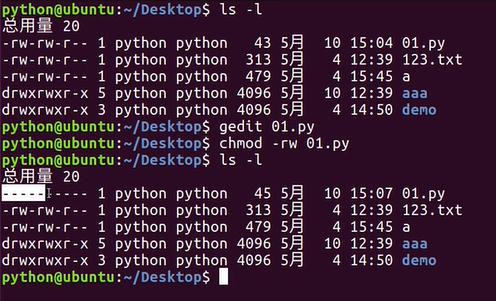 python@ubuntu:~/Desktop$ ls -l
总用量 20
-rw-rw-r-- 1 python python   43 5月  10 15:04 01.py
-rw-rw-r-- 1 python python  313 5月   4 12:39 123.txt
-rw-rw-r-- 1 python python  479 5月   4 15:45 a
drwxrwxr-x 5 python python 4096 5月  10 12:39 aaa
drwxrwxr-x 3 python python 4096 5月   4 14:50 demo
python@ubuntu:~/Desktop$ gedit 01.py
python@ubuntu:~/Desktop$ chmod -rw 01.py
python@ubuntu:~/Desktop$ ls -l
总用量 20
---------- 1 python python   45 5月  10 15:07 01.py
-rw-rw-r-- 1 python python  313 5月   4 12:39 123.txt
-rw-rw-r-- 1 python python  479 5月   4 15:45 a
drwxrwxr-x 5 python python 4096 5月  10 12:39 aaa
drwxrwxr-x 3 python python 4096 5月   4 14:50 demo
python@ubuntu:~/Desktop$